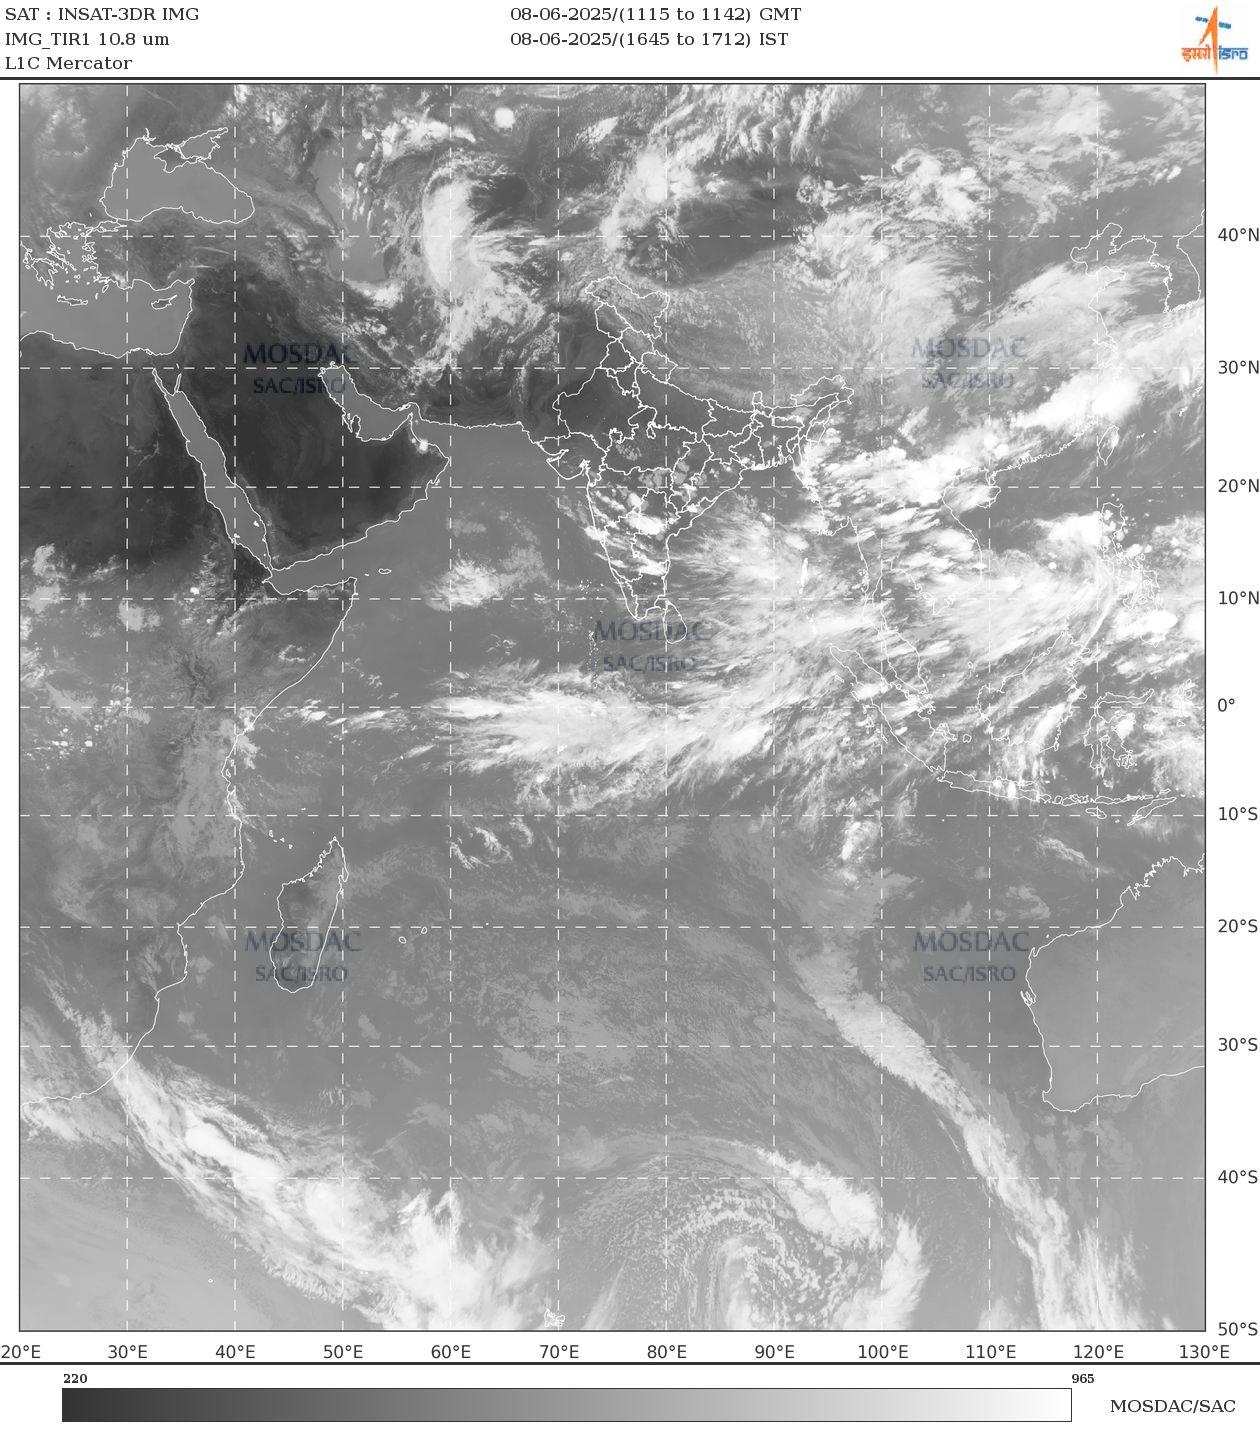 SAT : INSAT-3DR IMG
08-06-2025/(1115 to 1142) GMT
IMG_TIR1 10.8 um
08-06-2025/(1645 to 1712) IST
L1C Mercator
इसरो isro
40°N
MOSDAC
SAC/ISRO
MOSDAC
SAC/ISRO
30°N
20°N
10°N
MOSDAC
SAC/ISRO
0°
10°S
20°S
MOSDAC
SAC/ISRO
MOSDAC
SAC/ISRO
30°S
40°S
50°S
20°E 30°E 40°E 50°E 60°E 70°E 80°E 90°E 100°E 110°E 120°E 130°E
220 965
MOSDAC/SAC